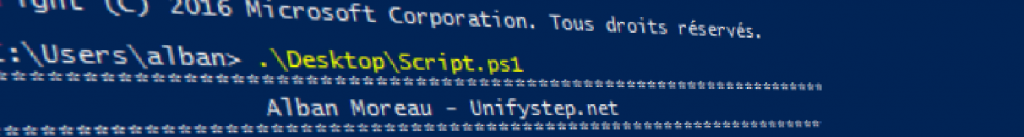 (C) 2016 Microsoft Corporation. Tous droits réservés.
:\Users\alban> .\Desktop\Script.ps1
********************************************************************************
Alban Moreau - Unifystep.net
********************************************************************************